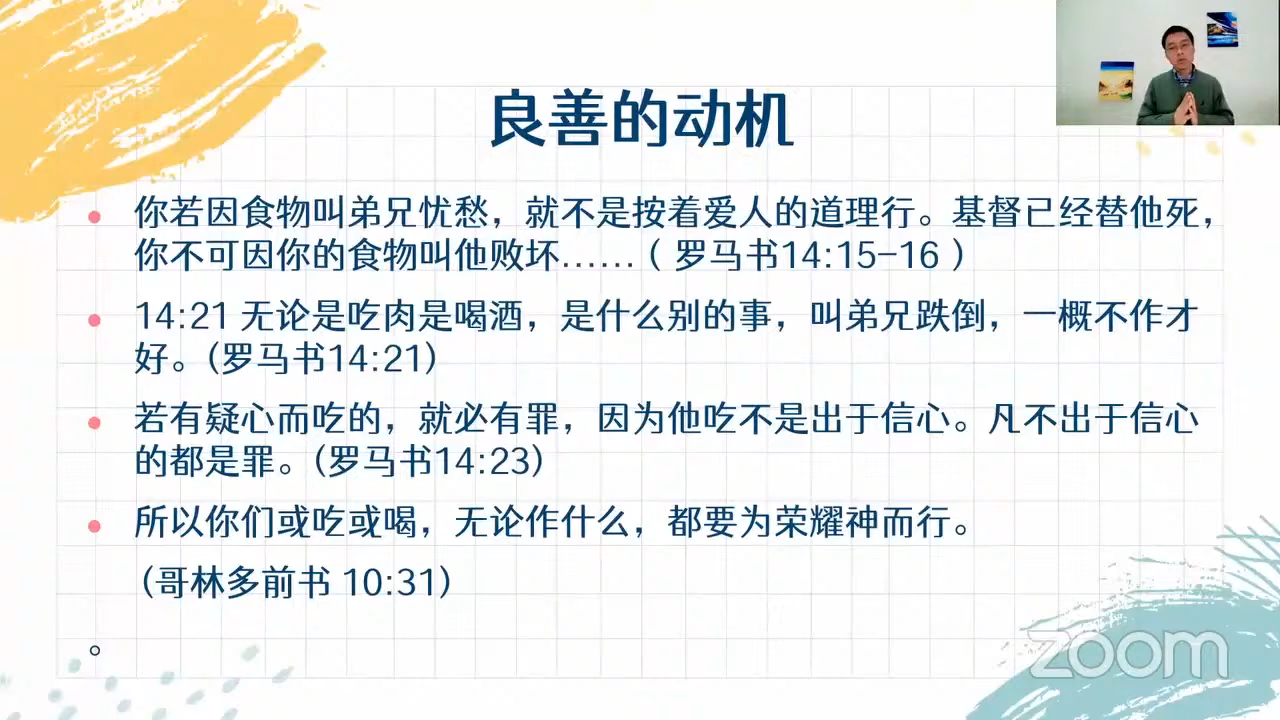 良善的动机
你若因食物叫弟兄忧愁，就不是按着爱人的道理行。基督已经替他死，
你不可因你的食物叫他败坏……（罗马书14:15-16）
14:21 无论是吃肉是喝酒，是什么别的事，叫弟兄跌倒，一概不作才
好。(罗马书14:21)
若有疑心而吃的，就必有罪，因为他吃不是出于信心。凡不出于信心
的都是罪。(罗马书14:23)
所以你们或吃或喝，无论作什么，都要为荣耀神而行。
(哥林多前书 10:31)
。
zoom